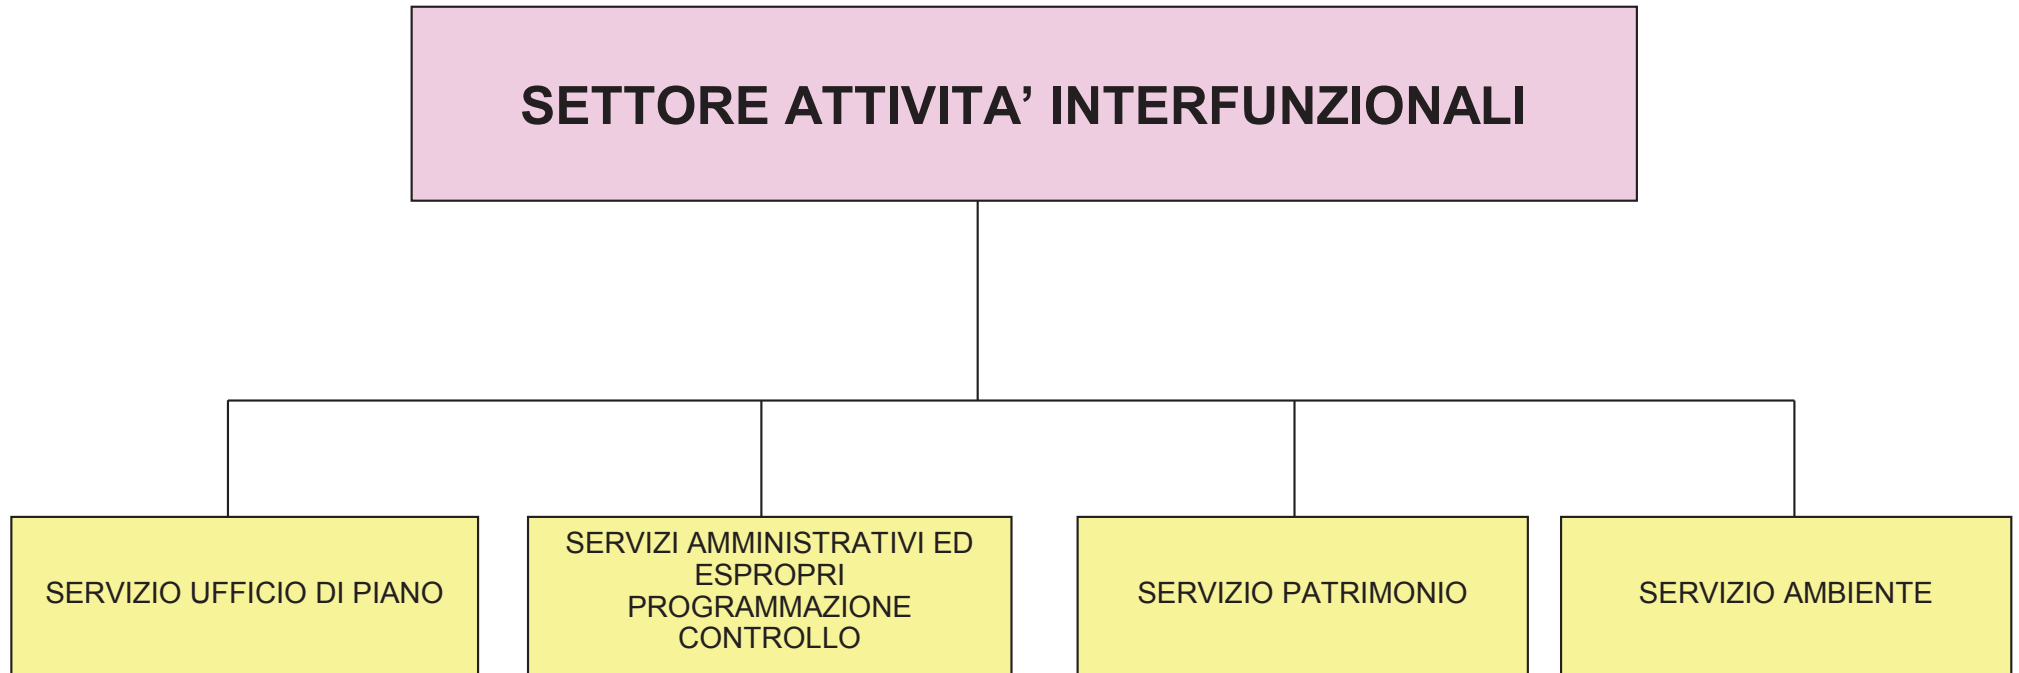 SETTORE ATTIVITA’ INTERFUNZIONALI
SERVIZIO UFFICIO DI PIANO
SERVIZI AMMINISTRATIVI ED
ESPROPRI
PROGRAMMAZIONE
CONTROLLO
SERVIZIO PATRIMONIO
SERVIZIO AMBIENTE